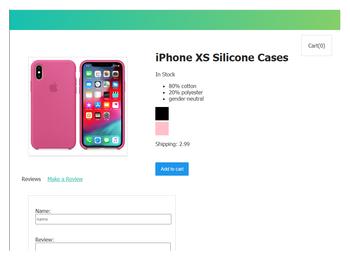 Cart(0)
iPhone XS Silicone Cases
In Stock
80% cotton
20% polyester
gender-neutral
Shipping: 2.99
Add to cart
Reviews Make a Review
Name:
name
Review: